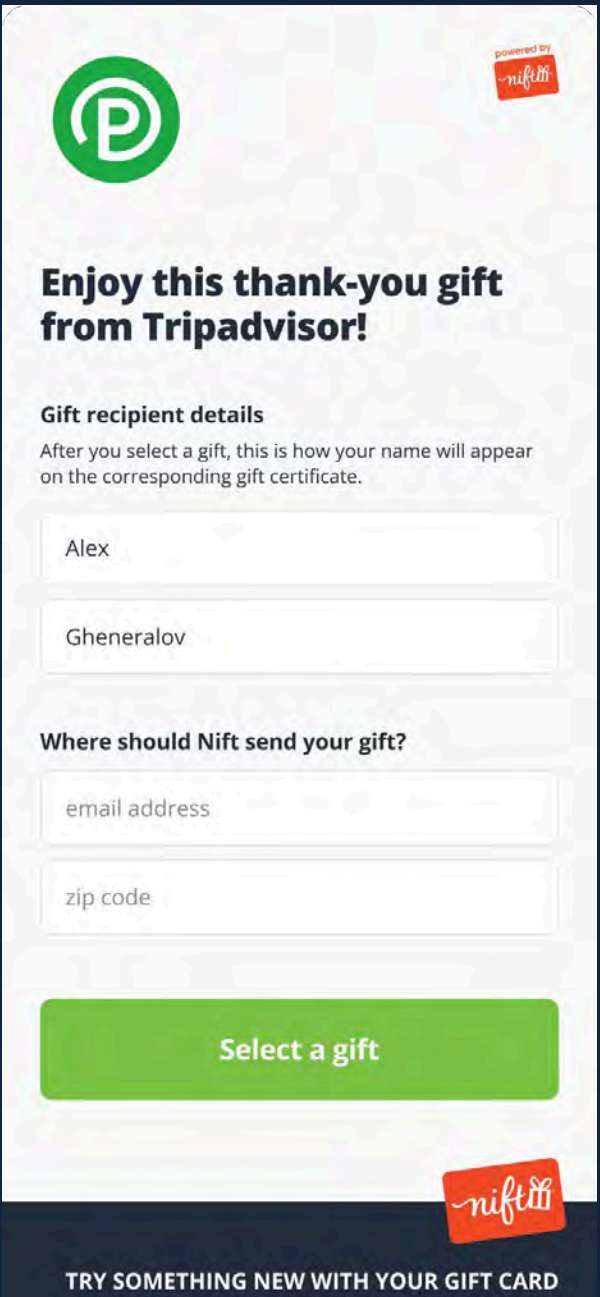 powered by
nift
P
Enjoy this thank-you gift
from Tripadvisor!
Gift recipient details
After you select a gift, this is how your name will appear
on the corresponding gift certificate.
Alex
Gheneralov
Where should Nift send your gift?
email address
zip code
Select a gift
nift
TRY SOMETHING NEW WITH YOUR GIFT CARD